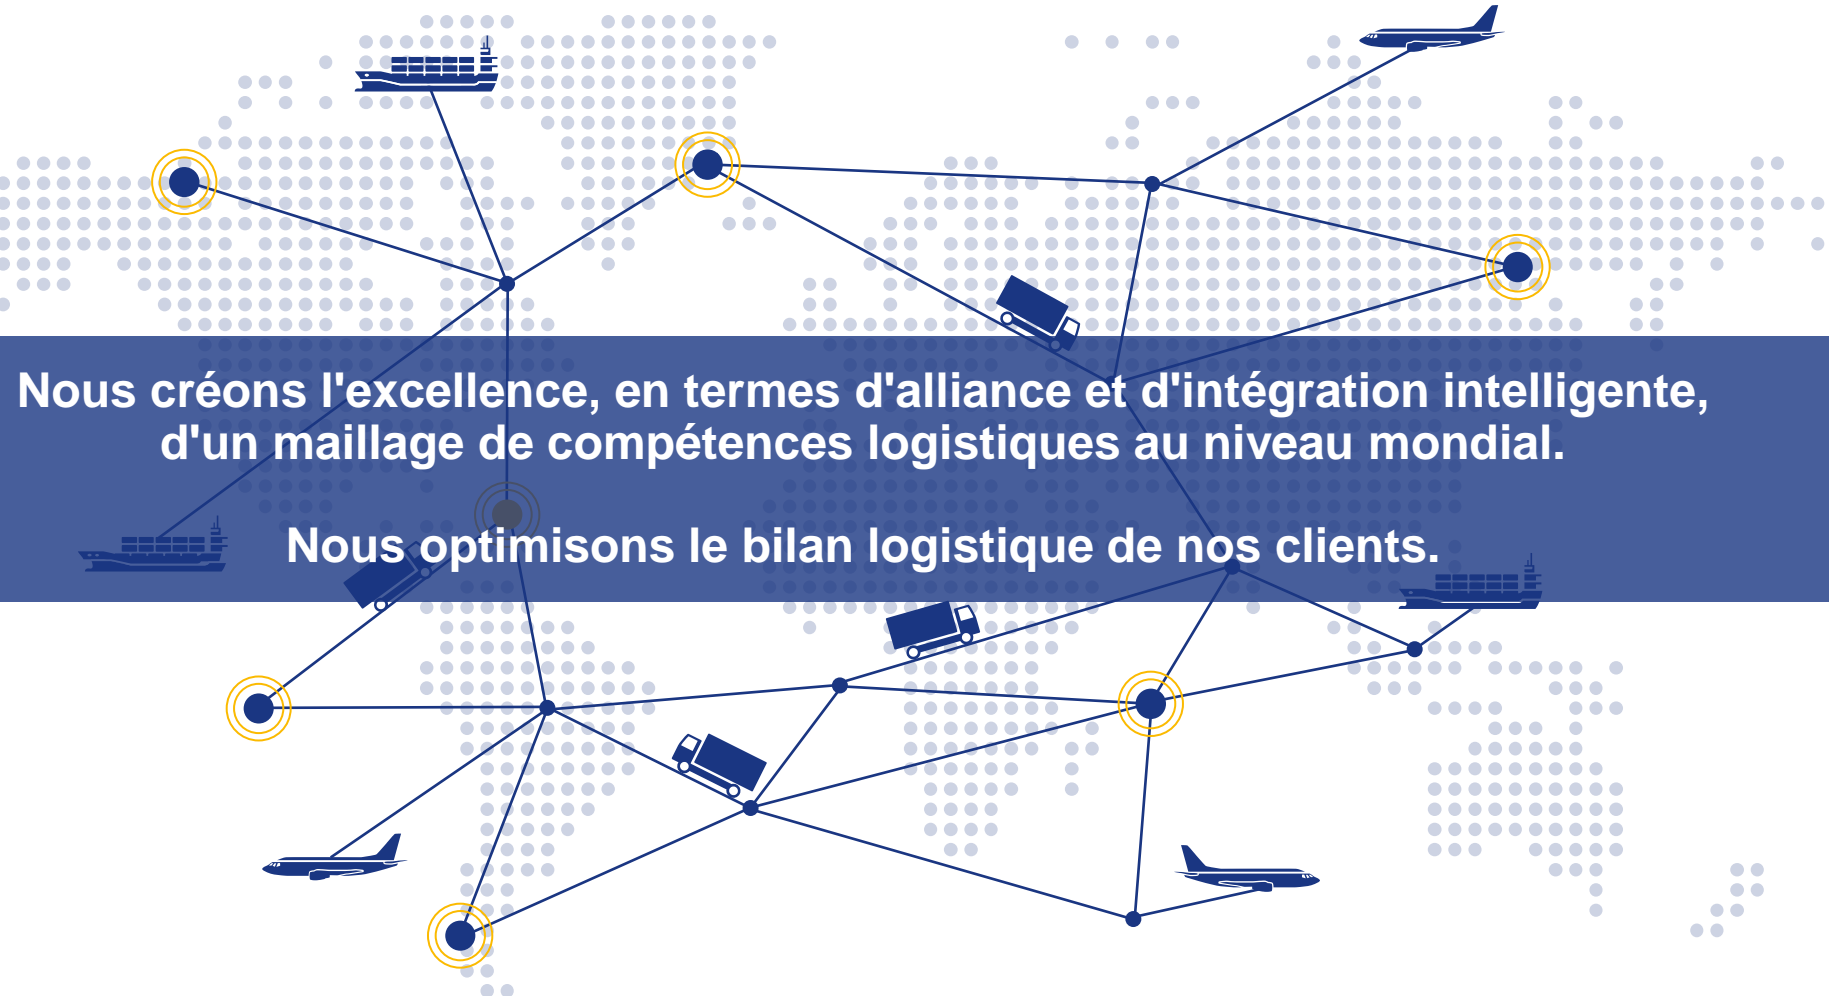 Nous créons l'excellence, en termes d'alliance et d'intégration intelligente,
d'un maillage de compétences logistiques au niveau mondial.
Nous optimisons le bilan logistique de nos clients.